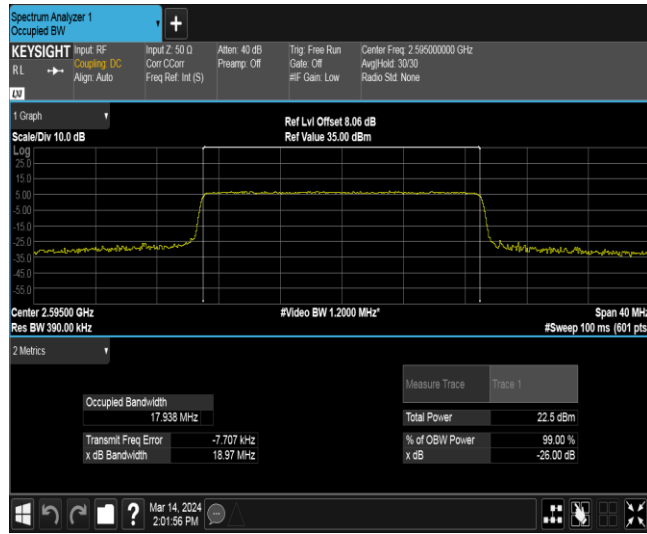 Spectrum Analyzer 1
Occupied BW
+
KEYSIGHT Input: RF Input Z: 50 Ω Atten: 40 dB Trig: Free Run Center Freq: 2.595000000 GHz
RL Coupling: DC Corr CCorr Preamp: Off Gate: Off Avg|Hold: 30/30
Align: Auto Freq Ref: Int (S) #IF Gain: Low Radio Std: None
LXI
1 Graph
Ref Lvl Offset 8.06 dB
Scale/Div 10.0 dB Ref Value 35.00 dBm
Log
25.0
15.0
5.00
-5.00
-15.0
-25.0
-35.0
-45.0
-55.0
Center 2.59500 GHz #Video BW 1.2000 MHz* Span 40 MHz
Res BW 390.00 kHz #Sweep 100 ms (601 pts
2 Metrics
Measure Trace Trace 1
Occupied Bandwidth
17.938 MHz Total Power 22.5 dBm
Transmit Freq Error -7.707 kHz % of OBW Power 99.00 %
x dB Bandwidth 18.97 MHz x dB -26.00 dB
?
Mar 14, 2024
2:01:56 PM